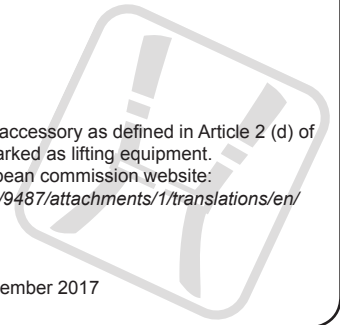 accessory as defined in Article 2 (d) of
arked as lifting equipment.
pean commission website:
/9487/attachments/1/translations/en/
ember 2017